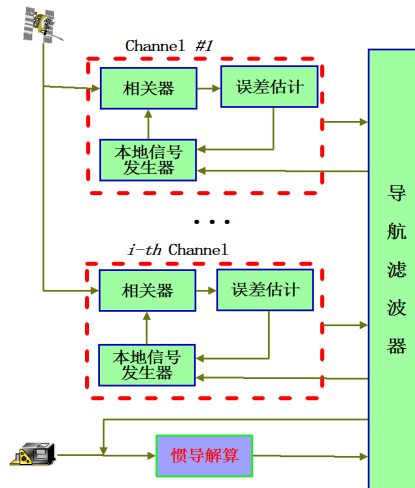 Channel #1
相关器
误差估计
本地信号
发生器
...
i-th Channel
相关器
误差估计
本地信号
发生器
导航滤波器
惯导解算